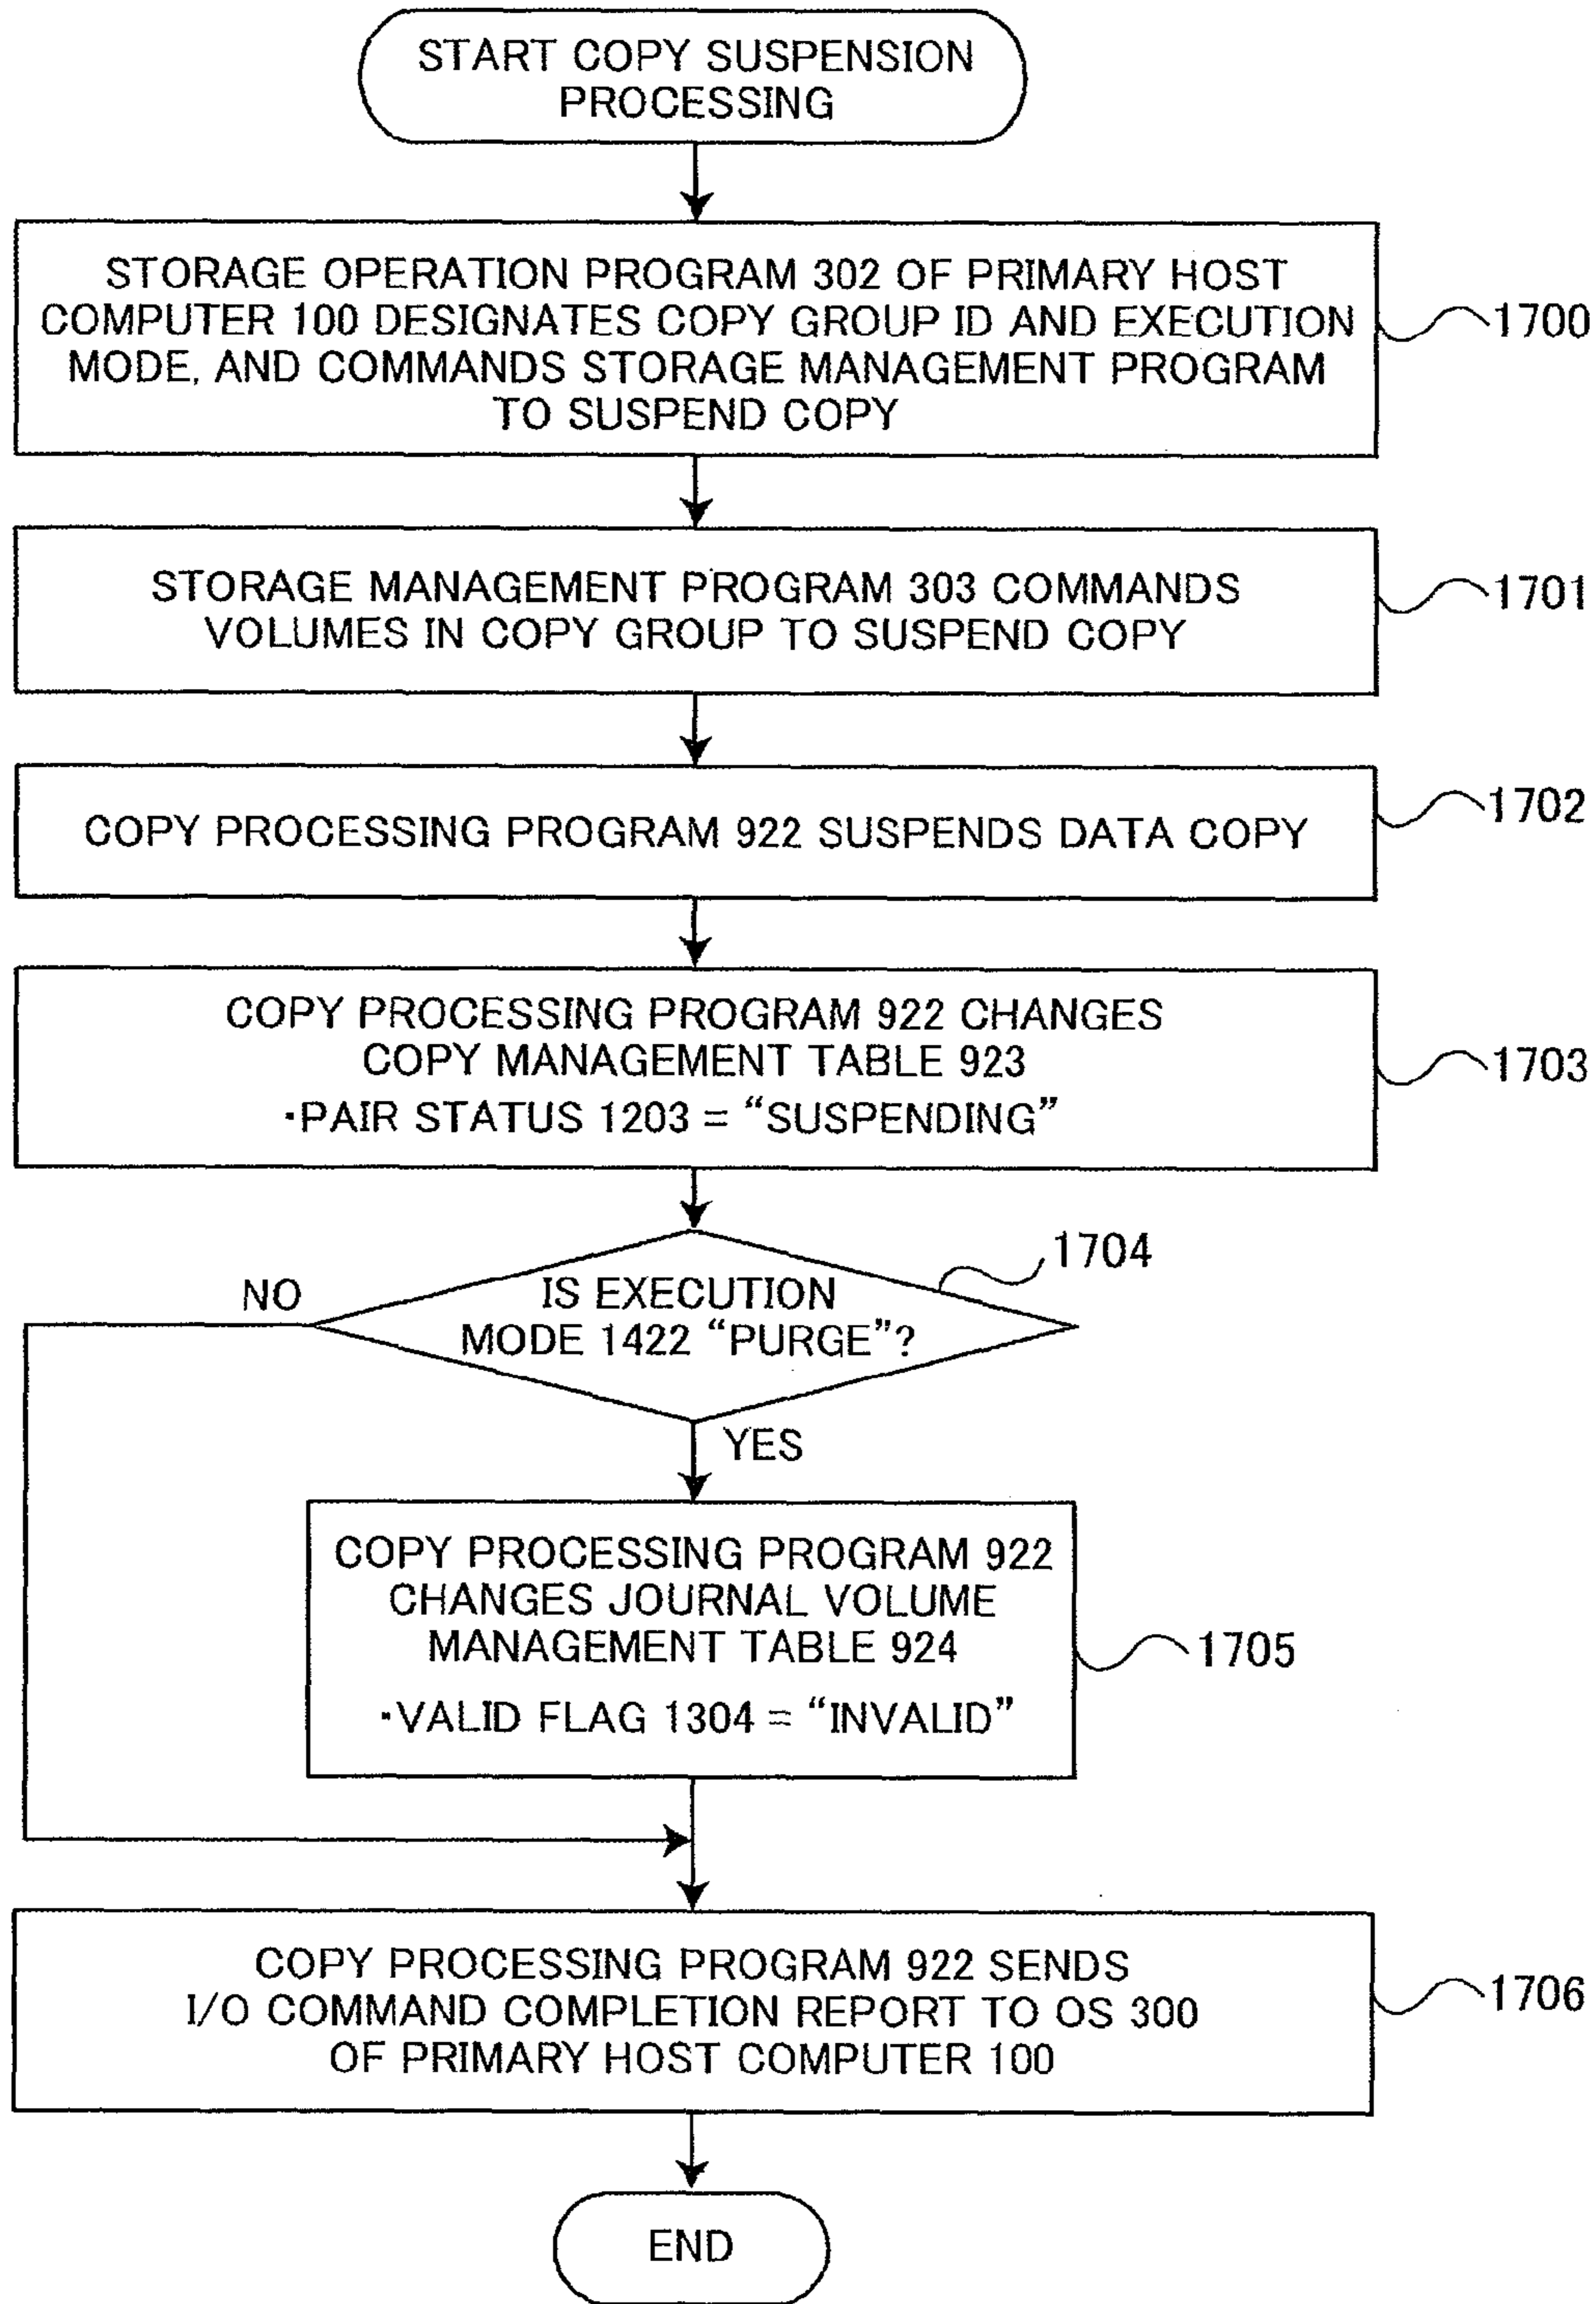 START COPY SUSPENSION
PROCESSING
STORAGE OPERATION PROGRAM 302 OF PRIMARY HOST
COMPUTER 100 DESIGNATES COPY GROUP ID AND EXECUTION
MODE, AND COMMANDS STORAGE MANAGEMENT PROGRAM
TO SUSPEND COPY
1700
STORAGE MANAGEMENT PROGRAM 303 COMMANDS
VOLUMES IN COPY GROUP TO SUSPEND COPY
1701
COPY PROCESSING PROGRAM 922 SUSPENDS DATA COPY
1702
COPY PROCESSING PROGRAM 922 CHANGES
COPY MANAGEMENT TABLE 923
・PAIR STATUS 1203 = “SUSPENDING”
1703
IS EXECUTION
MODE 1422 “PURGE”?
1704
NO
YES
COPY PROCESSING PROGRAM 922
CHANGES JOURNAL VOLUME
MANAGEMENT TABLE 924
・VALID FLAG 1304 = “INVALID”
1705
COPY PROCESSING PROGRAM 922 SENDS
I/O COMMAND COMPLETION REPORT TO OS 300
OF PRIMARY HOST COMPUTER 100
1706
END